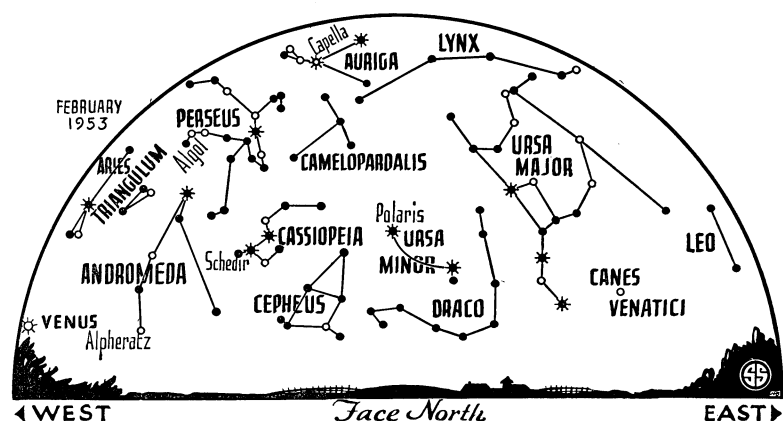 Capella
AURIGA
LYNX
FEBRUARY
1953
PERSEUS
Algol
ARIES
TRIANGULUM
CAMELOPARDALIS
URSA
MAJOR
Polaris
URSA
MINOR
CASSIOPEIA
Schedir
LEO
ANDROMEDA
CEPHEUS
DRACO
CANES
VENATICI
VENUS
Alpheratz
SS
WEST
Face North
EAST